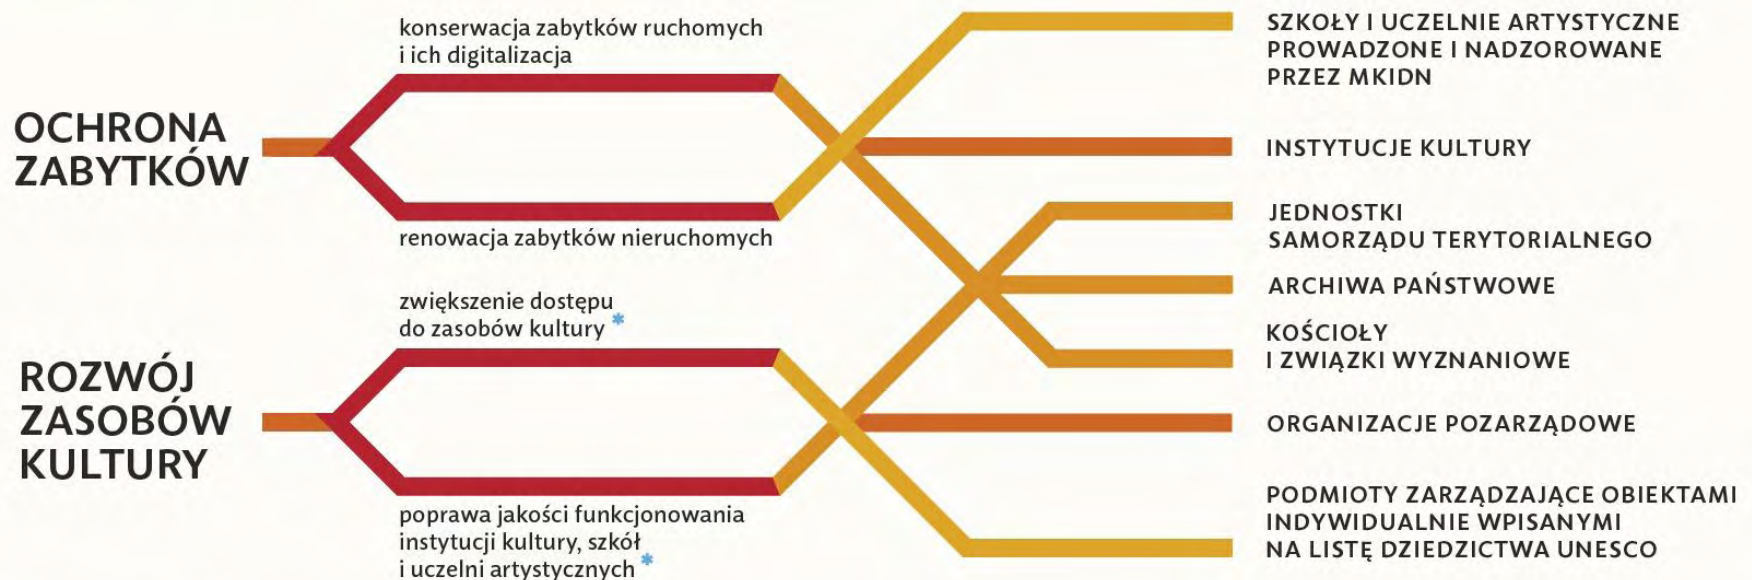 OCHRONA
ZABYTKÓW
konserwacja zabytków ruchomych
i ich digitalizacja
renowacja zabytków nieruchomych
ROZWÓJ
ZASOBÓW
KULTURY
zwiększenie dostępu
do zasobów kultury *
poprawa jakości funkcjonowania
instytucji kultury, szkół
i uczelni artystycznych *
SZKOŁY I UCZELNIE ARTYSTYCZNE
PROWADZONE I NADZOROWANE
PRZEZ MKIDN
INSTYTUCJE KULTURY
JEDNOSTKI
SAMORZĄDU TERYTORIALNEGO
ARCHIWA PAŃSTWOWE
KOŚCIOŁY
I ZWIĄZKI WYZNANIOWE
ORGANIZACJE POZARZĄDOWE
PODMIOTY ZARZĄDZAJĄCE OBIEKTAMI
INDYWIDUALNIE WPISANYMI
NA LISTĘ DZIEDZICTWA UNESCO